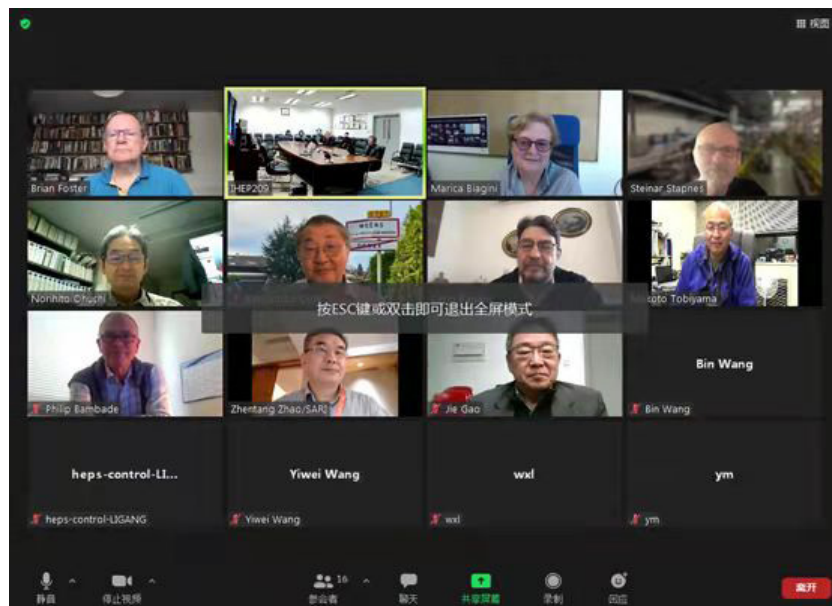 视图
Brian Foster
IHEP209
Marica Biagini
Steinar Stapnes
Norihito Ohuchi
按ESC键或双击即可退出全屏模式
Tobiyama
Philip Bambade
Zhentang Zhao/SARI
Jie Gao
Bin Wang
Bin Wang
heps-control-LI...
Yiwei Wang
wxl
ym
heps-control-LIGANG
Yiwei Wang
wxl
ym
静音
停止视频
16
参会者
聊天
共享屏幕
录制
回应
离开